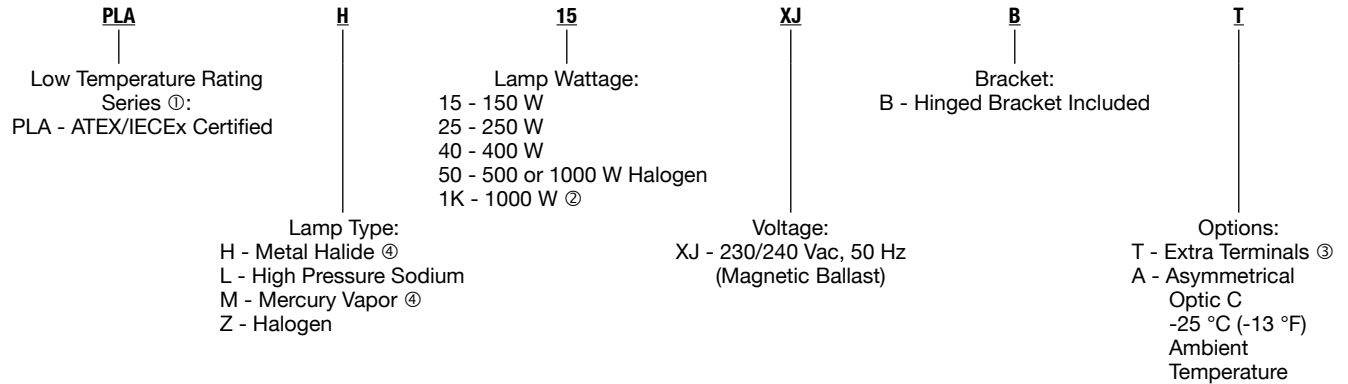 PLA H 15 XJ B T
Low Temperature Rating
Series ①:
PLA - ATEX/IECEx Certified
Lamp Type:
H - Metal Halide ④
L - High Pressure Sodium
M - Mercury Vapor ④
Z - Halogen
Lamp Wattage:
15 - 150 W
25 - 250 W
40 - 400 W
50 - 500 or 1000 W Halogen
1K - 1000 W ②
Voltage:
XJ - 230/240 Vac, 50 Hz
(Magnetic Ballast)
Bracket:
B - Hinged Bracket Included
Options:
T - Extra Terminals ③
A - Asymmetrical
Optic C
-25 °C (-13 °F)
Ambient
Temperature